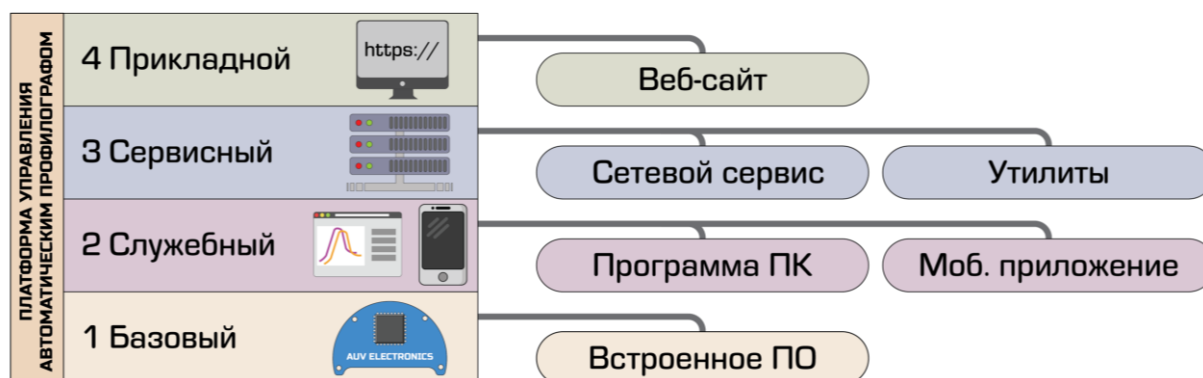 ПЛАТФОРМА УПРАВЛЕНИЯ
АВТОМАТИЧЕСКИМ ПРОФИЛОГРАФОМ
4 Прикладной
https://
Веб-сайт
3 Сервисный
Сетевой сервис
Утилиты
2 Служебный
Программа ПК
Моб. приложение
1 Базовый
AUV ELECTRONICS
Встроенное ПО